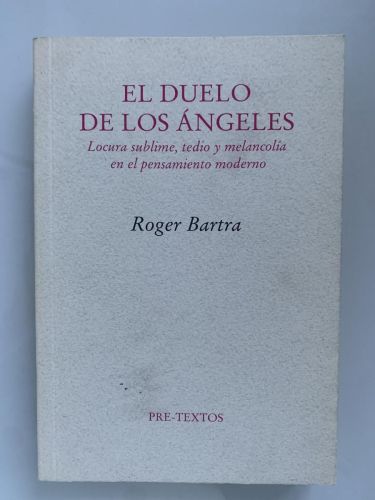 EL DUELO
DE LOS ÁNGELES
Locura sublime, tedio y melancolía
en el pensamiento moderno
Roger Bartra
PRE-TEXTOS